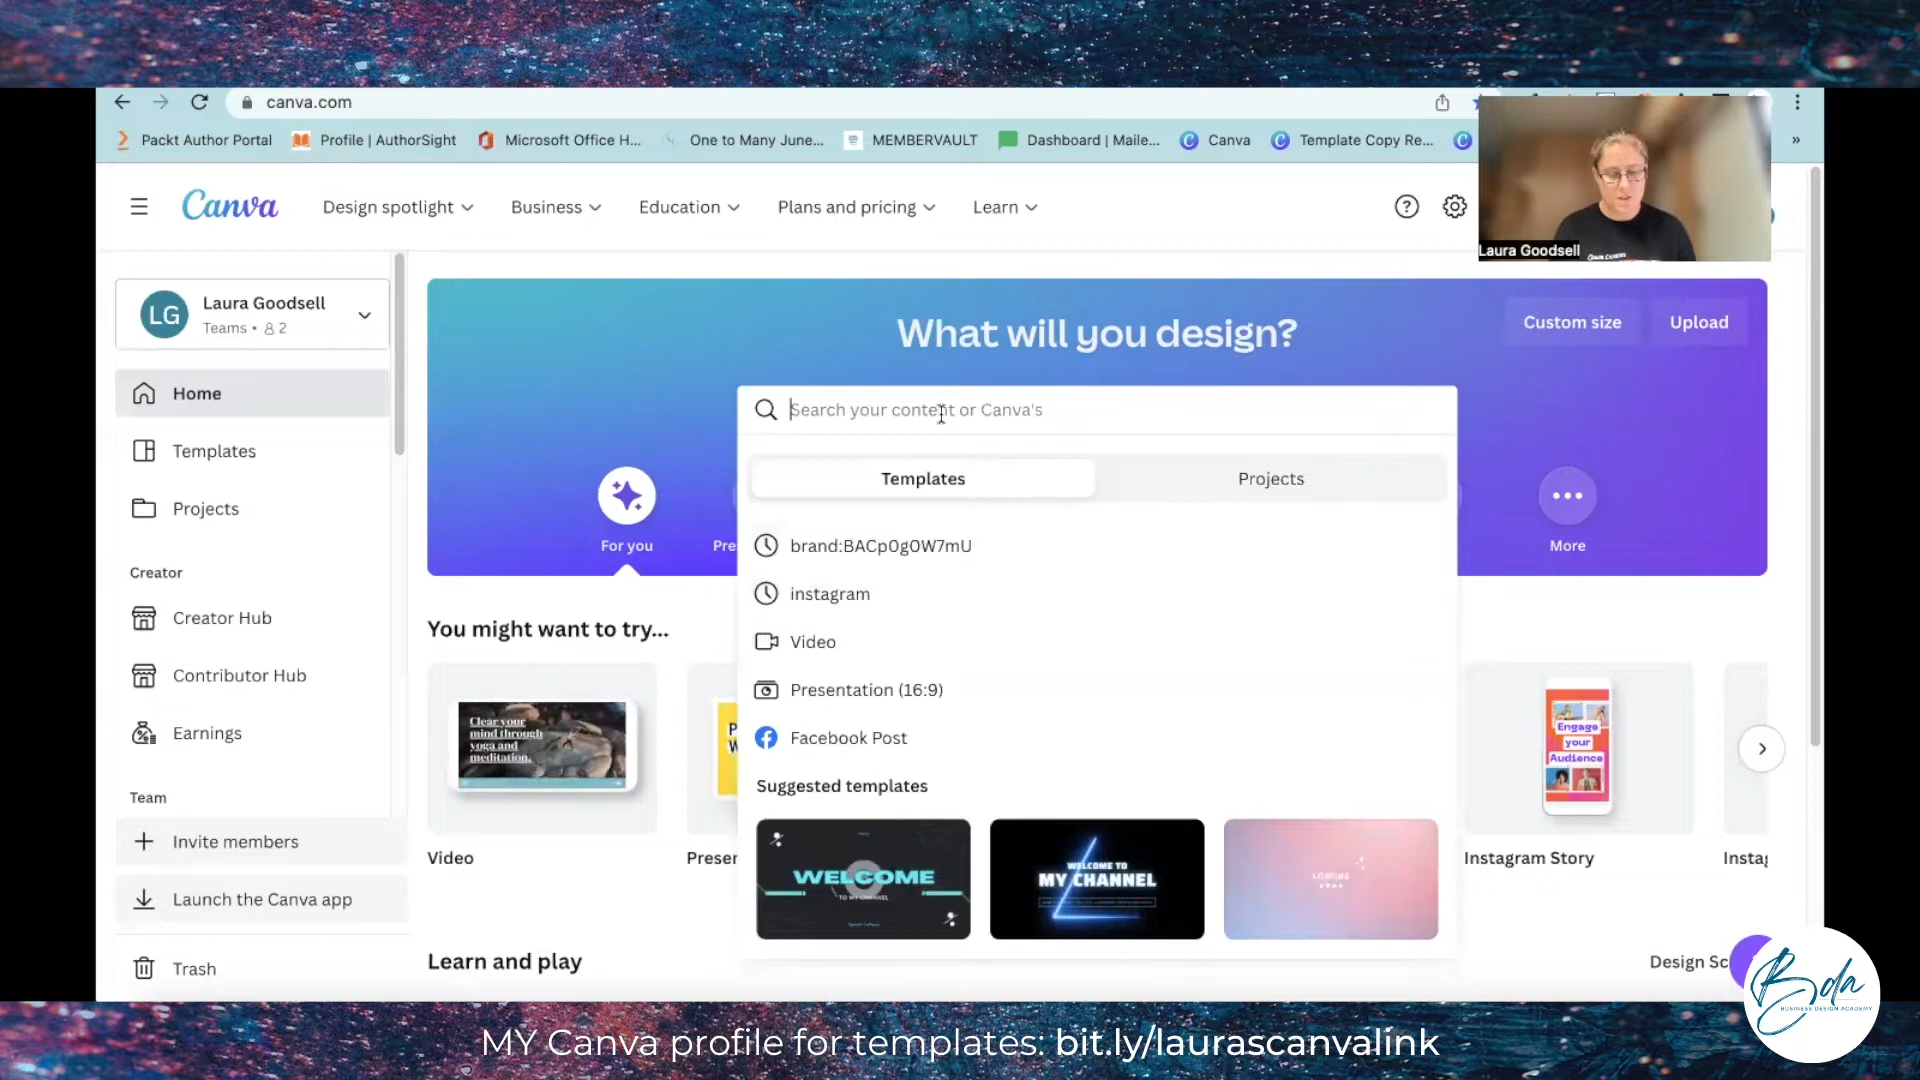 canva.com
Packt Author Portal
Profile | AuthorSight
Microsoft Office H...
One to Many June...
MEMBERVAULT
Dashboard | Maile...
Canva
Template Copy Re...
Canva
Design spotlight
Business
Education
Plans and pricing
Learn
Laura Goodsell
LG
Laura Goodsell
Teams • 2
What will you design?
Custom size
Upload
Search your content or Canva's
Home
Templates
Projects
Templates
Projects
For you
Pre
More
brand:BACp0gOW7mU
instagram
Video
Presentation (16:9)
Facebook Post
Suggested templates
Creator
Creator Hub
Contributor Hub
Earnings
Team
Invite members
Launch the Canva app
Trash
You might want to try...
Clear your
mind through
yoga and
meditation.
Engage
your
Audience
Video
Presen
Instagram Story
Instag
WELCOME
TO MY CHANNEL
WELCOME TO
MY CHANNEL
LOADING
Learn and play
Design Sc
Bda
BUSINESS DESIGN ACADEMY
MY Canva profile for templates: bit.ly/laurascanvalink